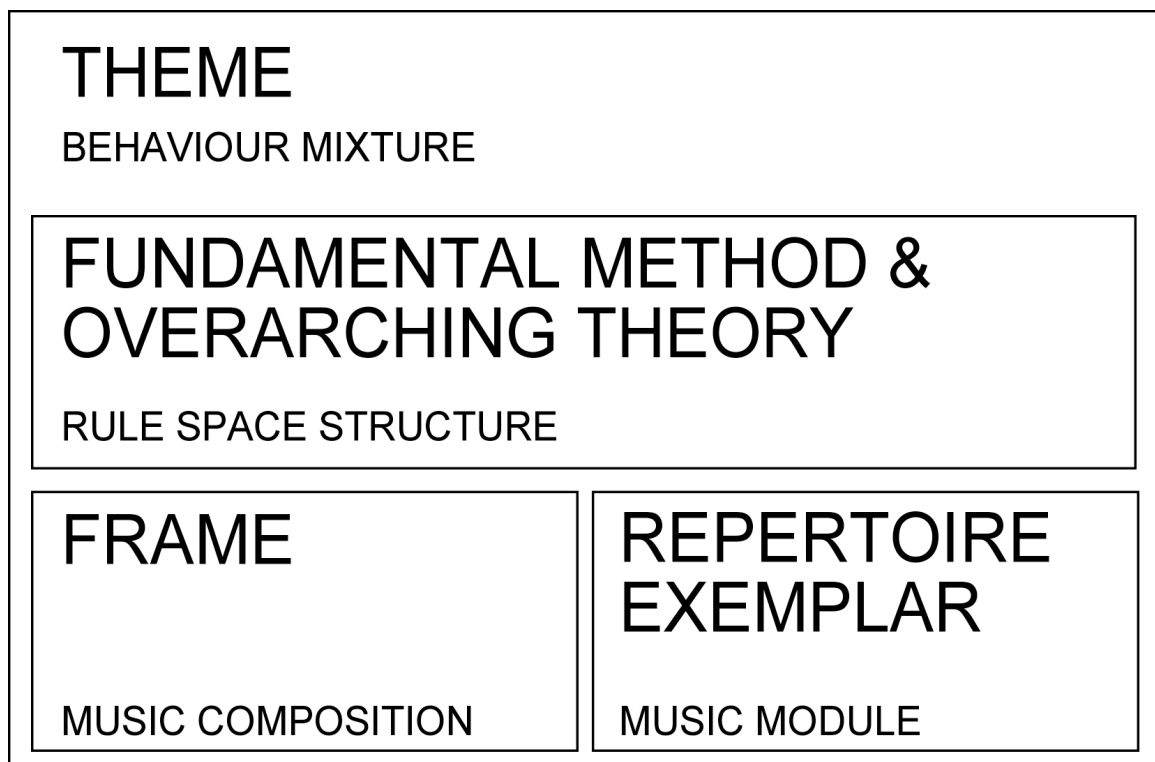 THEME
BEHAVIOUR MIXTURE
FUNDAMENTAL METHOD &
OVERARCHING THEORY
RULE SPACE STRUCTURE
FRAME
MUSIC COMPOSITION
REPERTOIRE
EXEMPLAR
MUSIC MODULE